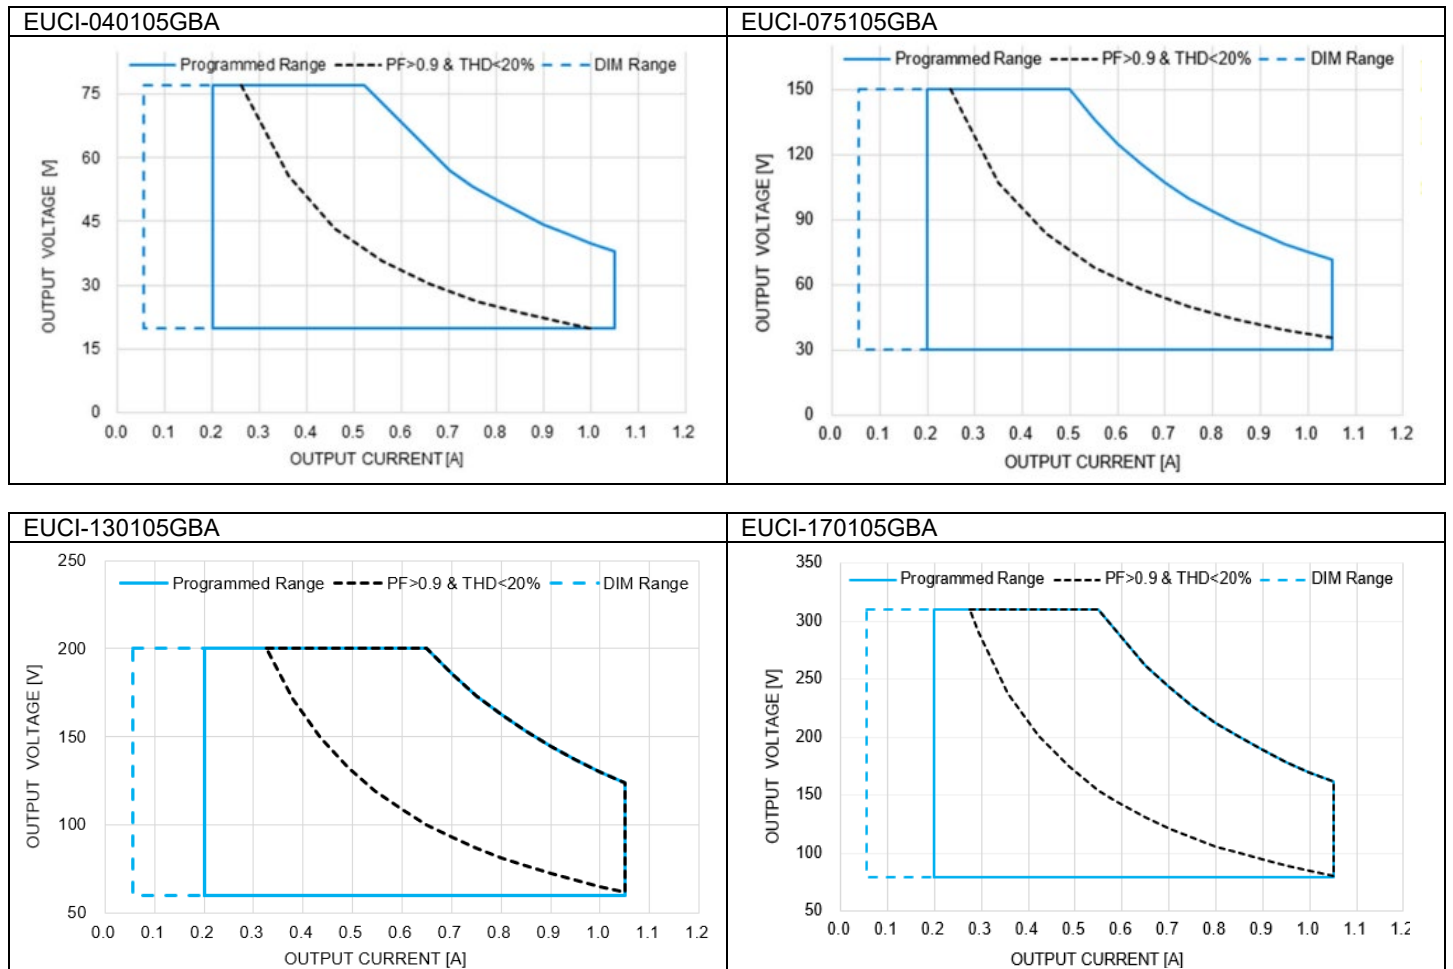 EUCI-040105GBA
Programmed Range PF>0.9 & THD<20% DIM Range
OUTPUT VOLTAGE [V]
75
60
45
30
15
0
0.0 0.1 0.2 0.3 0.4 0.5 0.6 0.7 0.8 0.9 1.0 1.1 1.2
OUTPUT CURRENT [A]
EUCI-075105GBA
Programmed Range PF>0.9 & THD<20% DIM Range
OUTPUT VOLTAGE [V]
150
120
90
60
30
0
0.0 0.1 0.2 0.3 0.4 0.5 0.6 0.7 0.8 0.9 1.0 1.1 1.2
OUTPUT CURRENT [A]
EUCI-130105GBA
Programmed Range PF>0.9 & THD<20% DIM Range
OUTPUT VOLTAGE [V]
250
200
150
100
50
0.0 0.1 0.2 0.3 0.4 0.5 0.6 0.7 0.8 0.9 1.0 1.1 1.2
OUTPUT CURRENT [A]
EUCI-170105GBA
Programmed Range PF>0.9 & THD<20% DIM Range
OUTPUT VOLTAGE [V]
350
300
250
200
150
100
50
0.0 0.1 0.2 0.3 0.4 0.5 0.6 0.7 0.8 0.9 1.0 1.1 1.2
OUTPUT CURRENT [A]